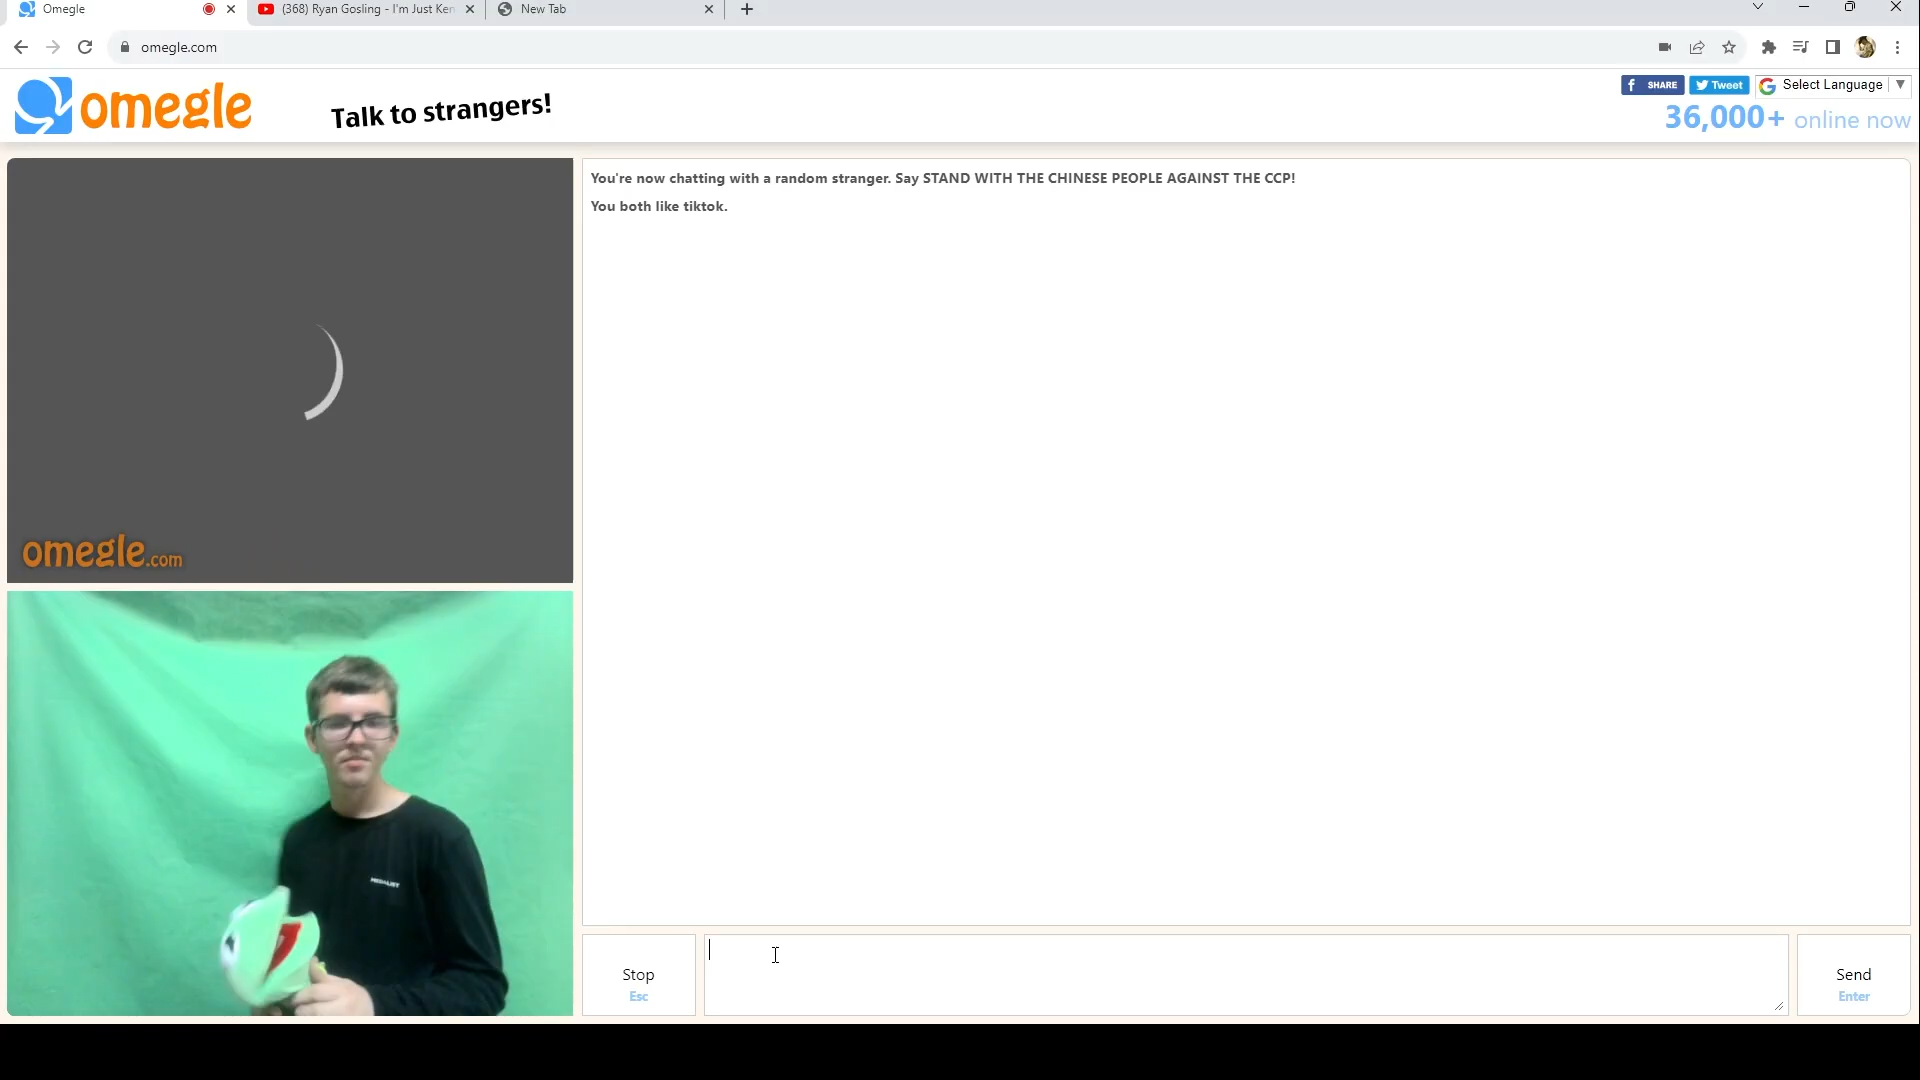 Omegle
(368) Ryan Gosling - I'm Just Ken
New Tab
omegle.com
omegle
Talk to strangers!
SHARE
Tweet
Select Language
36,000+ online now
You're now chatting with a random stranger. Say STAND WITH THE CHINESE PEOPLE AGAINST THE CCP!
You both like tiktok.
omegle.com
Stop
Esc
Send
Enter